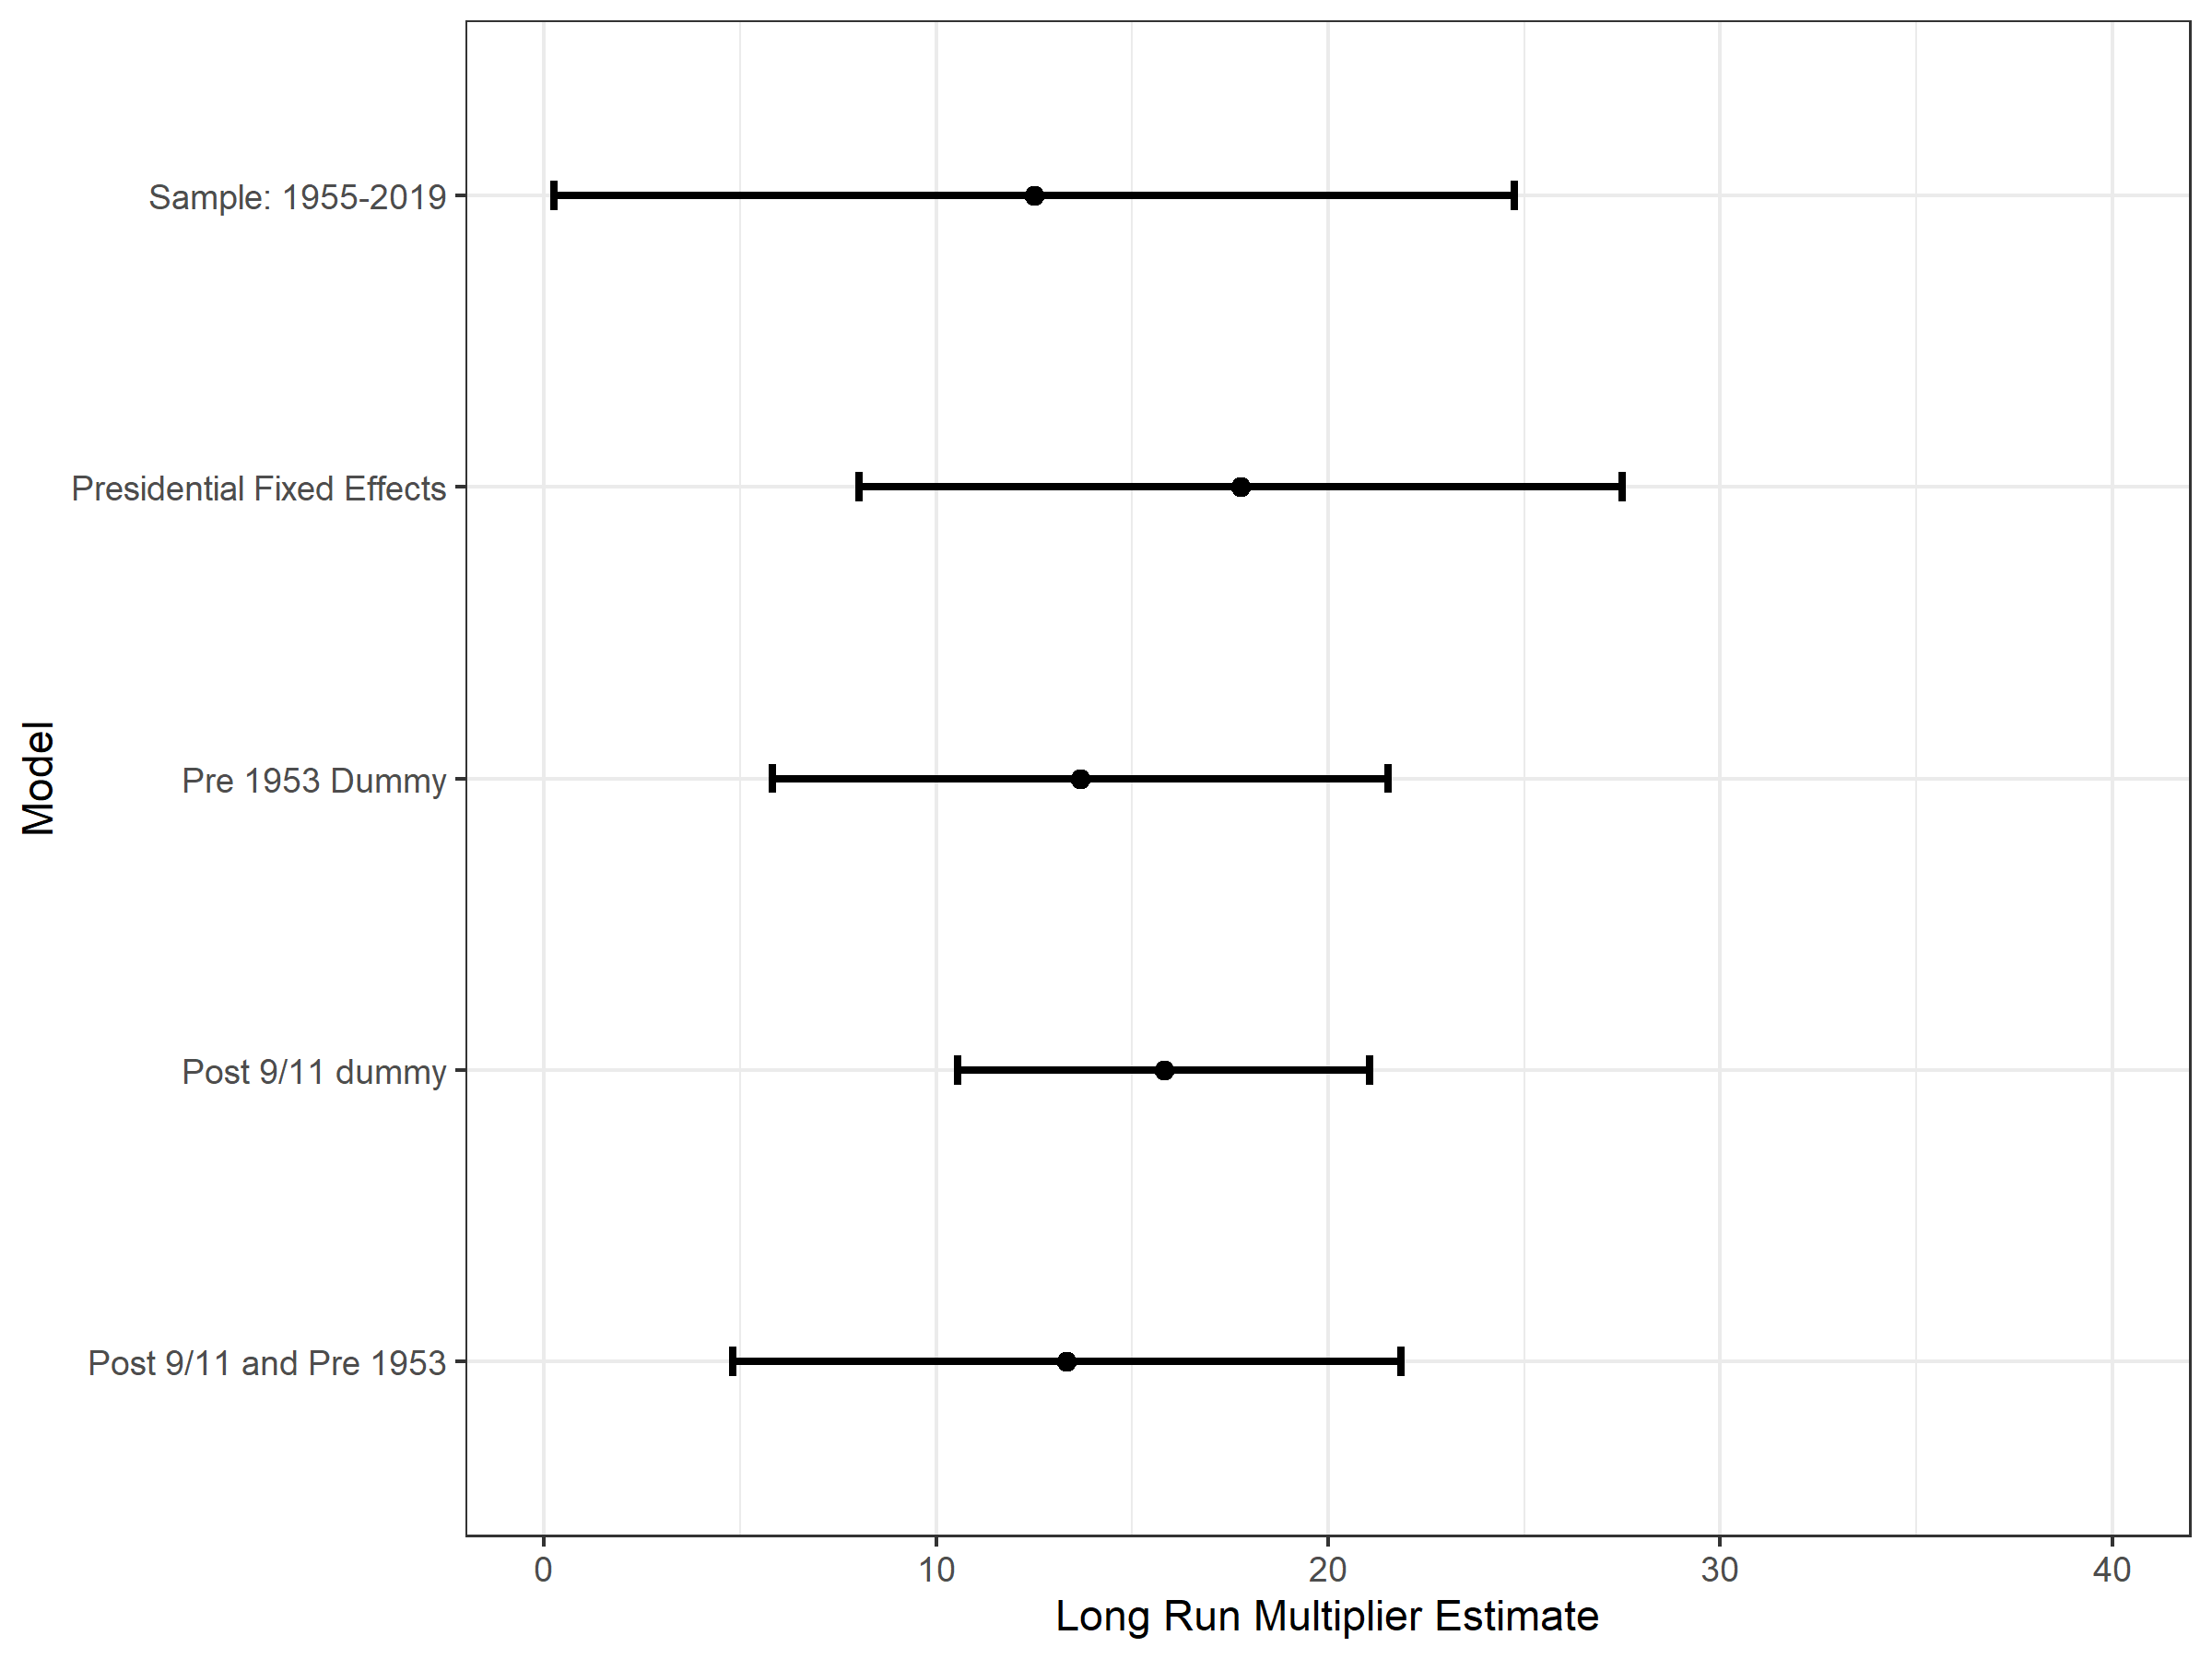 Sample: 1955-2019
Presidential Fixed Effects
Pre 1953 Dummy
Post 9/11 dummy
Post 9/11 and Pre 1953
Model
0 10 20 30 40
Long Run Multiplier Estimate